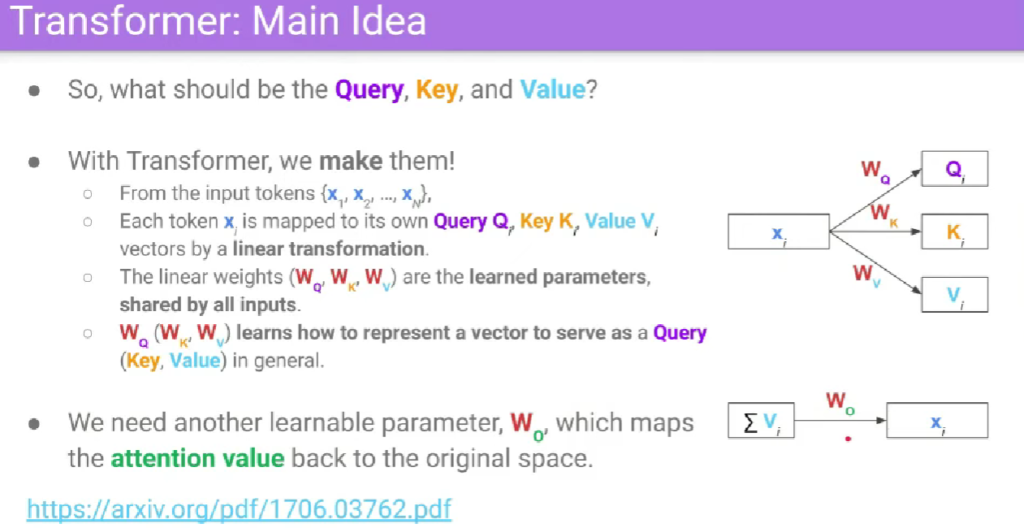 Transformer: Main Idea
● So, what should be the Query, Key, and Value?
● With Transformer, we make them!
○ From the input tokens {x₁, x₂, ..., x_N},
○ Each token x_i is mapped to its own Query Q_i, Key K_i, Value V_i
vectors by a linear transformation.
○ The linear weights (W_Q, W_K, W_V) are the learned parameters,
shared by all inputs.
○ W_Q (W_K, W_V) learns how to represent a vector to serve as a Query
(Key, Value) in general.
W_Q
Q_i
x_i
W_K
K_i
W_V
V_i
● We need another learnable parameter, W_O, which maps
the attention value back to the original space.
∑ V_i
W_O
x_i
https://arxiv.org/pdf/1706.03762.pdf